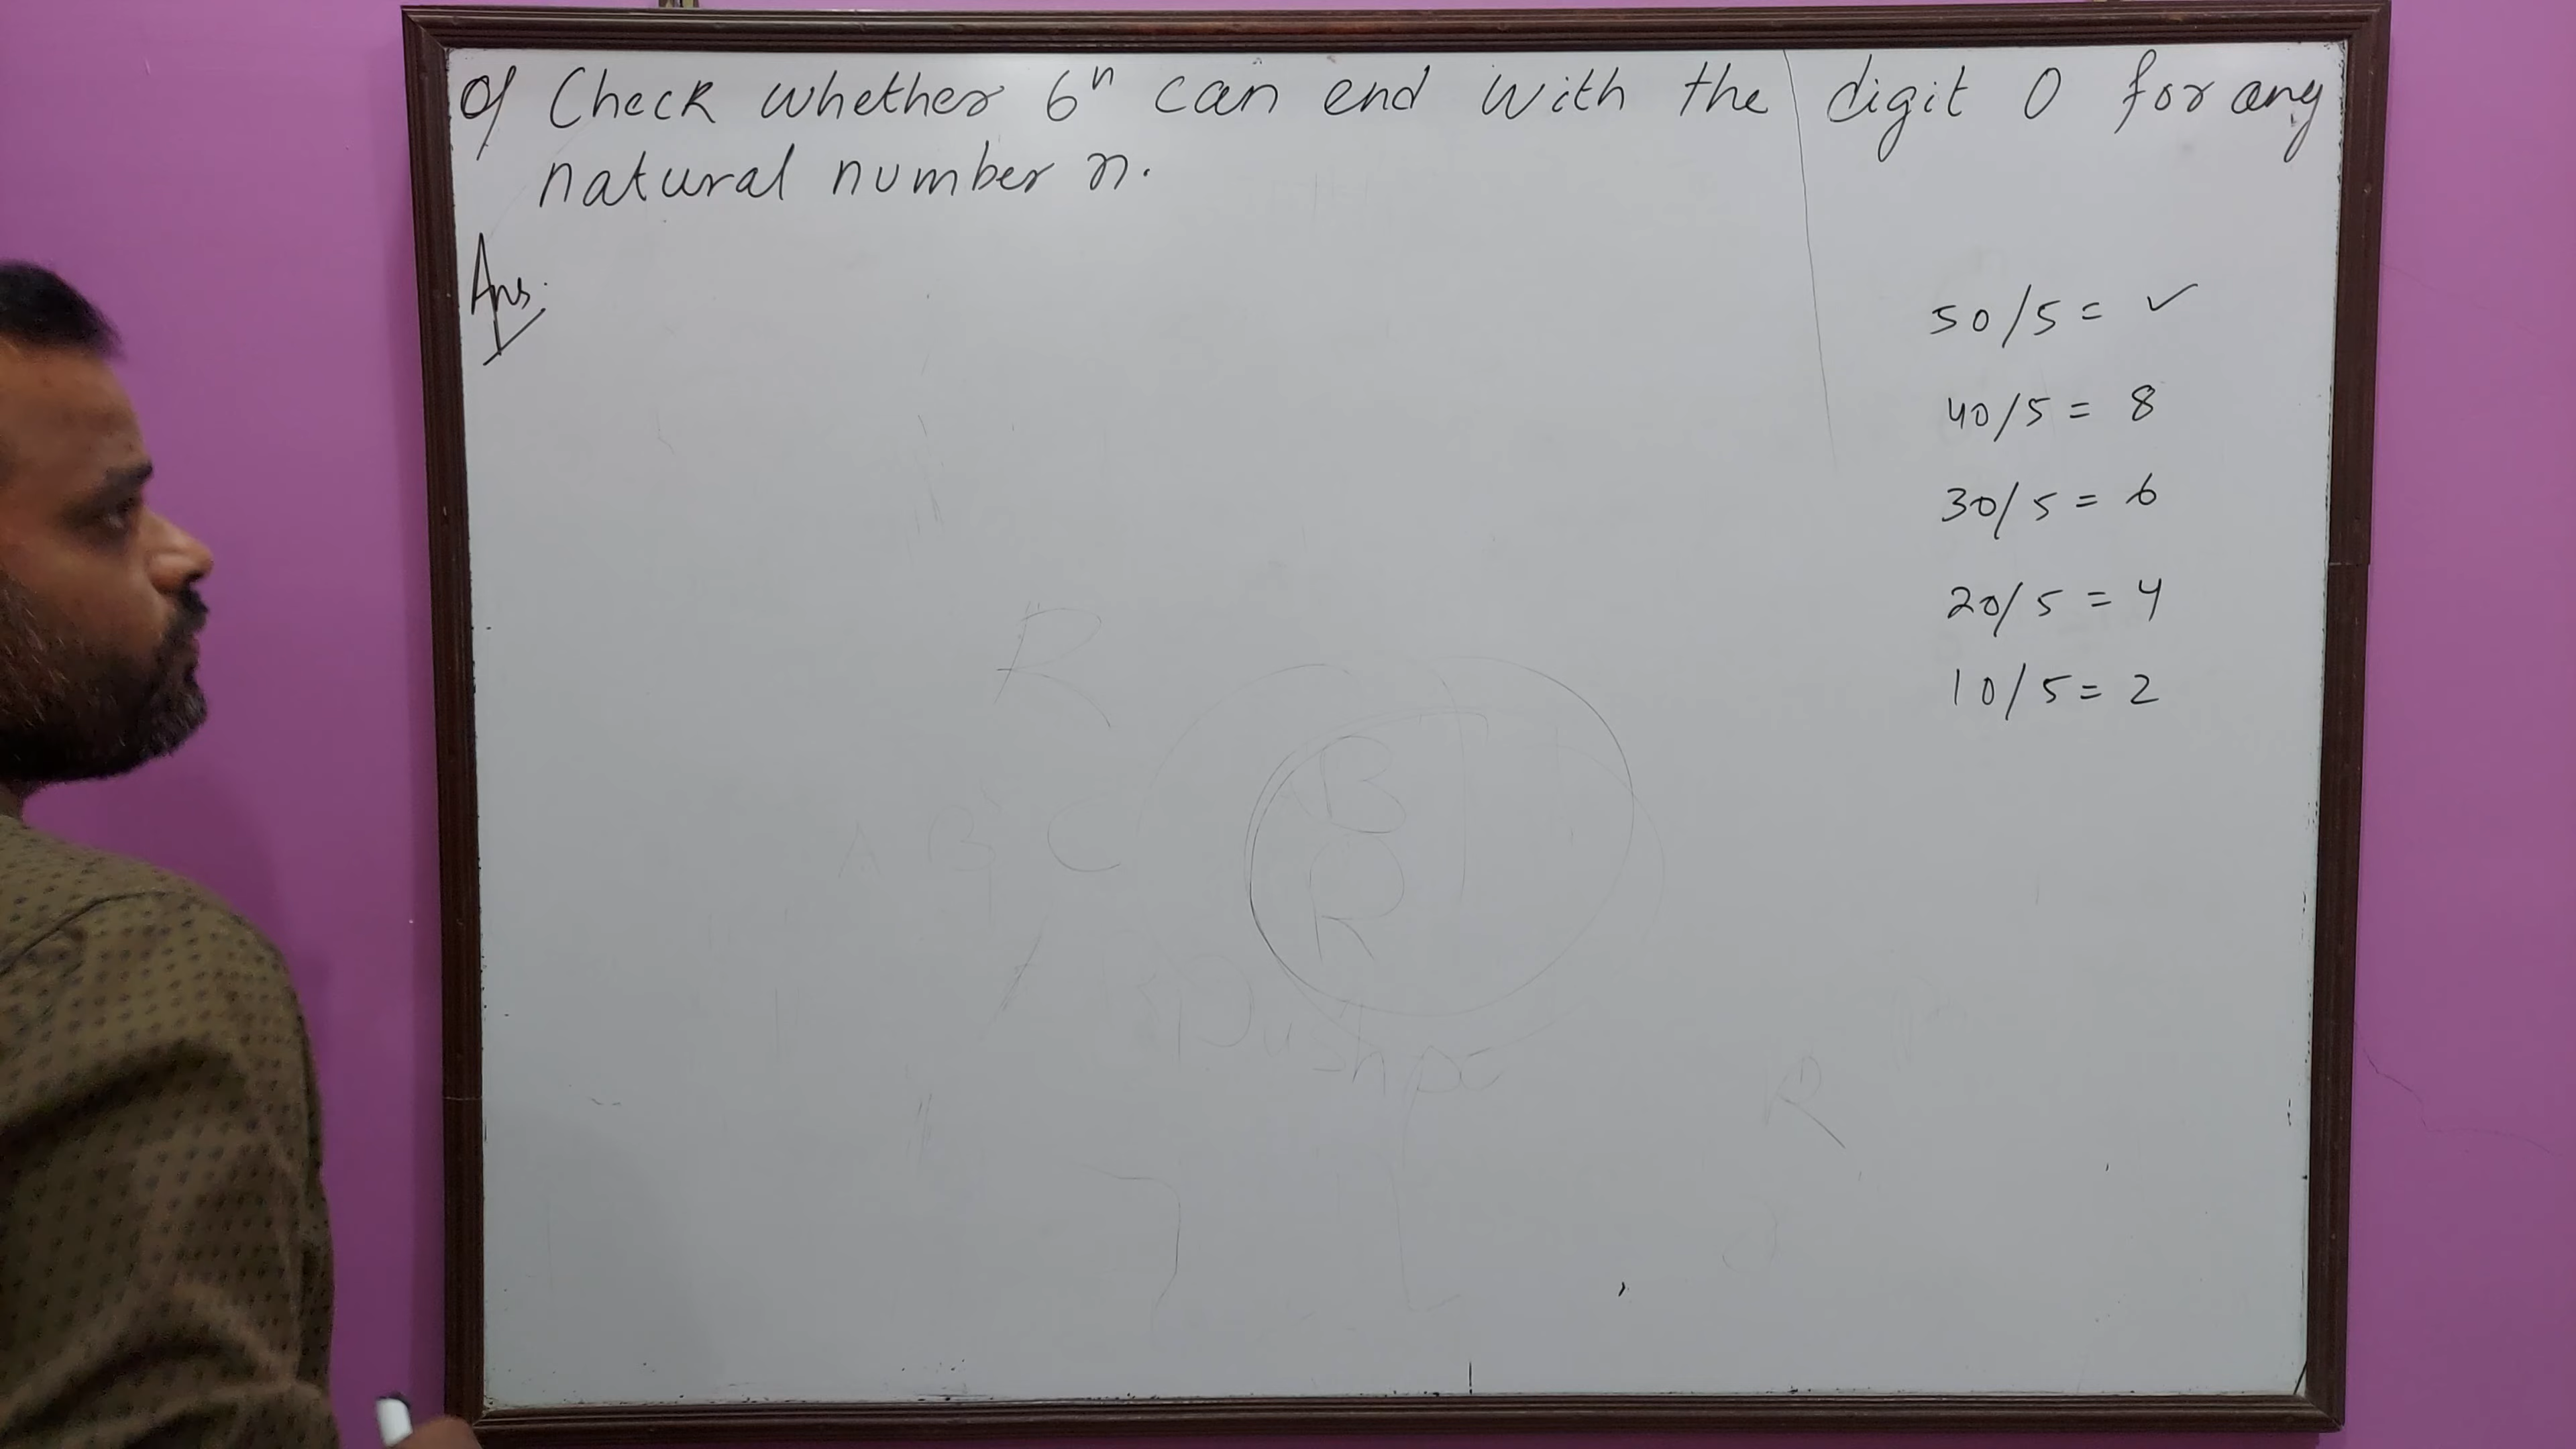 Q/ Check whether 6ⁿ can end with the digit 0 for any
natural number n.
Ans.
50/5 = ✓
40/5 = 8
30/5 = 6
20/5 = 4
10/5 = 2
R
B
A B C
R
R